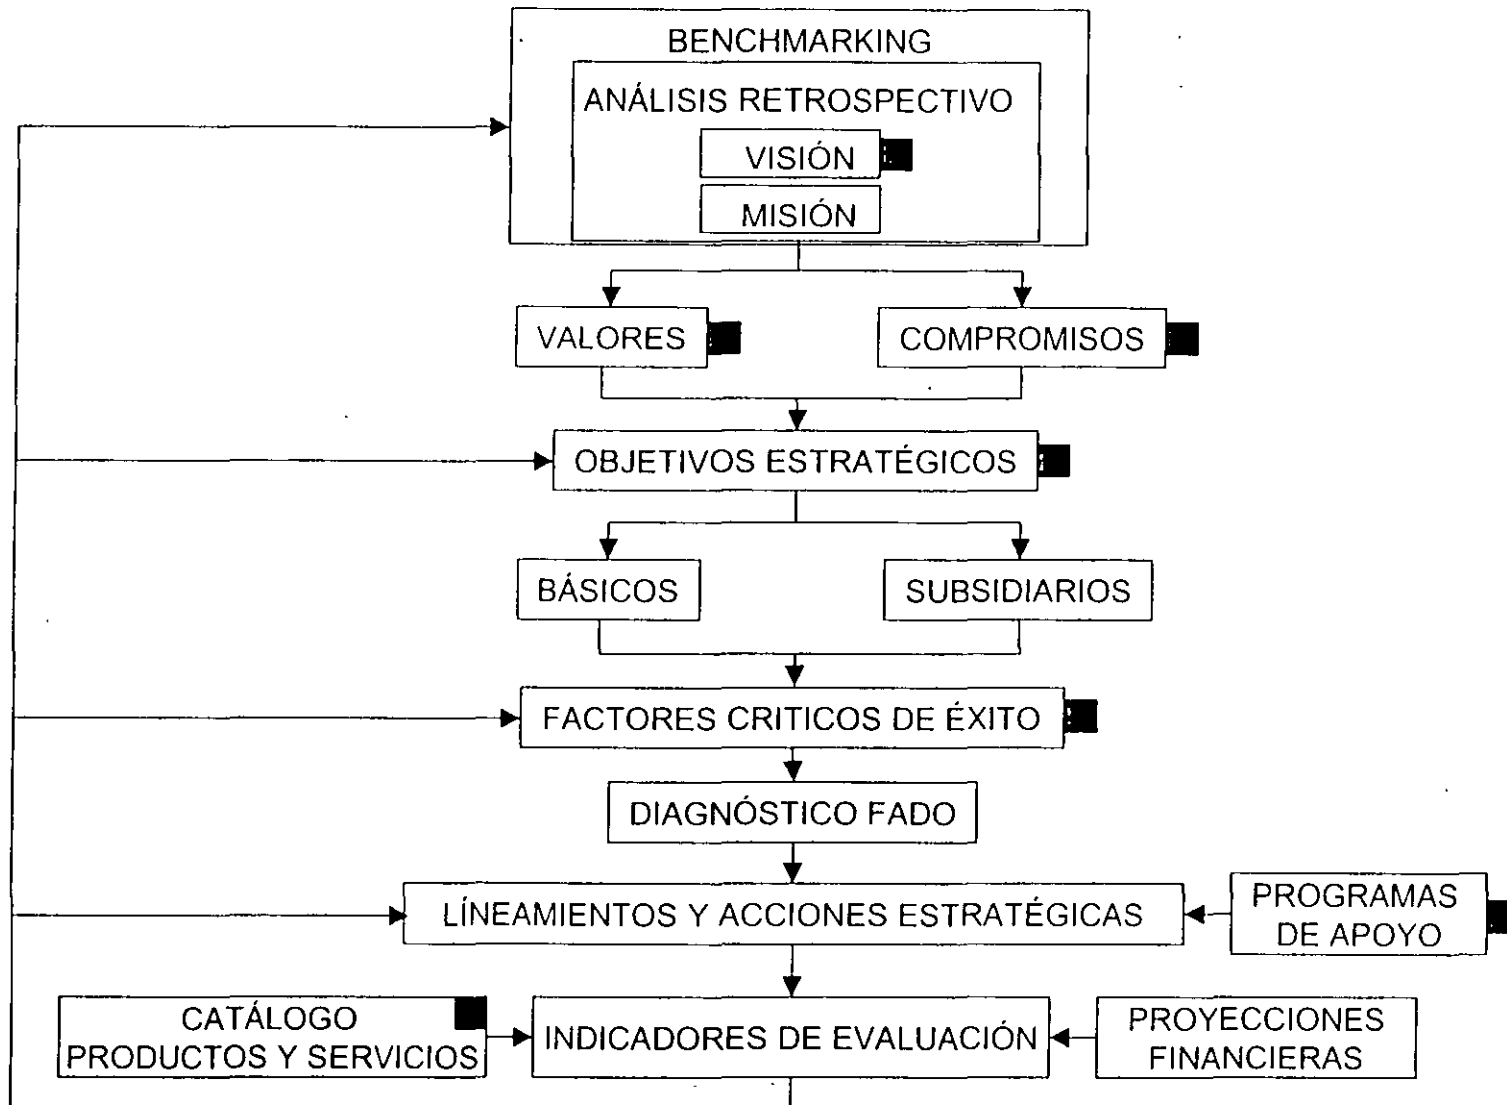 BENCHMARKING
ANÁLISIS RETROSPECTIVO
VISIÓN
MISIÓN
VALORES
COMPROMISOS
OBJETIVOS ESTRATÉGICOS
BÁSICOS
SUBSIDIARIOS
FACTORES CRITICOS DE ÉXITO
DIAGNÓSTICO FADO
LÍNEAMIENTOS Y ACCIONES ESTRATÉGICAS
PROGRAMAS
DE APOYO
CATÁLOGO
PRODUCTOS Y SERVICIOS
INDICADORES DE EVALUACIÓN
PROYECCIONES
FINANCIERAS